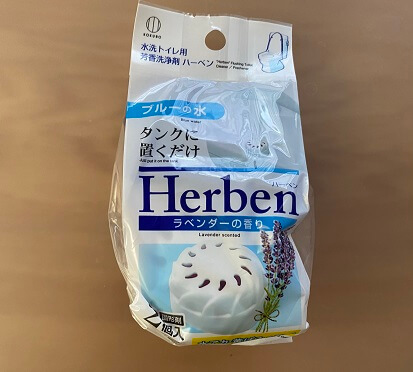 KOKUBO
水洗トイレ用
芳香洗浄剤 ハーベン
"Herben" Flushing Toilet
Cleaner / Freshener
ブルーの水
Blue water
タンクに
置くだけ
Just put it on the tank
ハーベン
Herben
ラベンダーの香り
Lavender scented
2個入